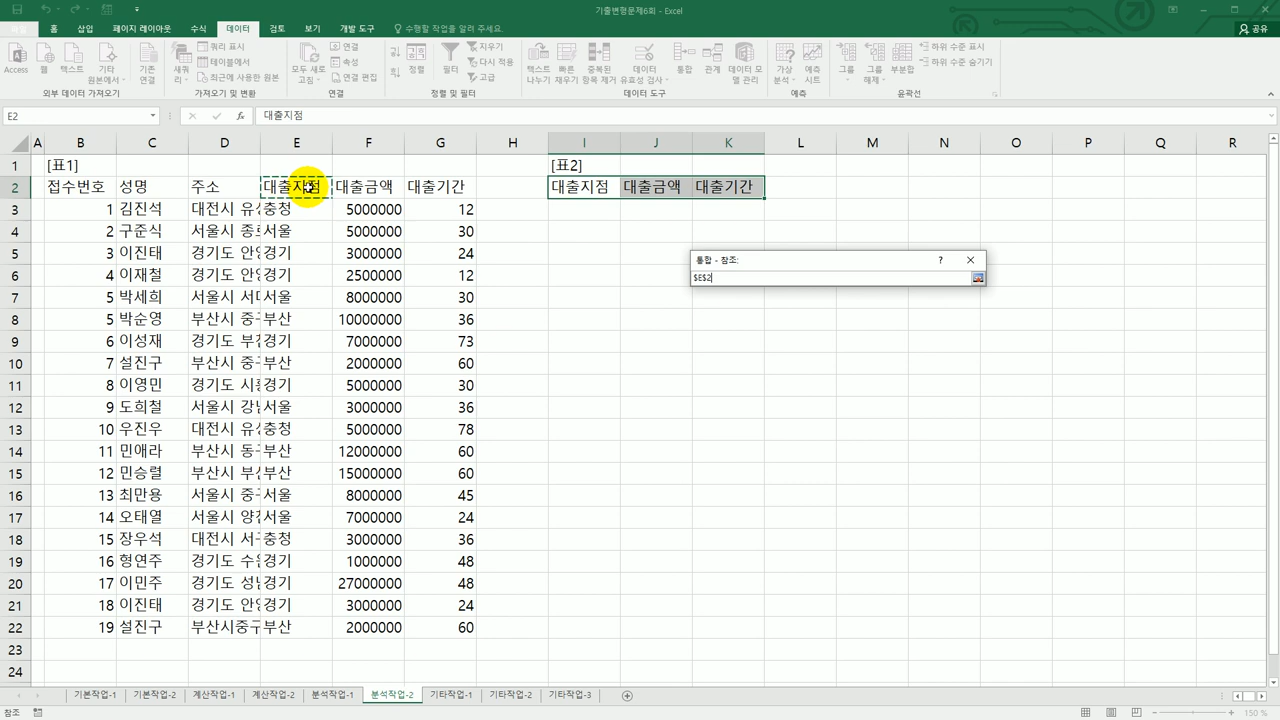 기출변형문제6회 - Excel
파일 홈 삽입 페이지 레이아웃 수식 데이터 검토 보기 개발 도구 수행할 작업을 알려 주세요. 공유
Access 웹 텍스트 기타 원본에서 기존 연결 새 쿼리 쿼리 표시 테이블에서 최근에 사용한 원본 모두 새로 고침 연결 속성 연결 편집 정렬 필터 지우기 다시 적용 고급 텍스트 나누기 빠른 채우기 중복된 항목 제거 데이터 유효성 검사 통합 관계 데이터 모델 관리 가상 분석 예측 시트 그룹 그룹 해제 부분합 하위 수준 표시 하위 수준 숨기기
외부 데이터 가져오기 가져오기 및 변환 연결 정렬 및 필터 데이터 도구 예측 윤곽선
E2 fx 대출지점
A B C D E F G H I J K L M N O P Q R
1 [표1] [표2]
2 접수번호 성명 주소 대출지점 대출금액 대출기간 대출지점 대출금액 대출기간
3 1 김진석 대전시 유성 충청 5000000 12
4 2 구준식 서울시 종로 서울 5000000 30
5 3 이진태 경기도 안양 경기 3000000 24
6 4 이재철 경기도 안양 경기 2500000 12
7 5 박세희 서울시 서대 서울 8000000 30
8 5 박순영 부산시 중구 부산 10000000 36
9 6 이성재 경기도 부천 경기 7000000 73
10 7 설진구 부산시 중구 부산 2000000 60
11 8 이영민 경기도 시흥 경기 5000000 30
12 9 도희철 서울시 강남 서울 3000000 36
13 10 우진우 대전시 유성 충청 5000000 78
14 11 민애라 부산시 동구 부산 12000000 60
15 12 민승렬 부산시 부산 15000000 60
16 13 최만용 서울시 중구 서울 8000000 45
17 14 오태열 서울시 양천 서울 7000000 24
18 15 장우석 대전시 서구 충청 3000000 36
19 16 형연주 경기도 수원 경기 1000000 48
20 17 이민주 경기도 성남 경기 27000000 48
21 18 이진태 경기도 안양 경기 3000000 24
22 19 설진구 부산시중구 부산 2000000 60
23
24
통합 - 참조: ?
$E$2
기본작업-1 기본작업-2 계산작업-1 계산작업-2 분석작업-1 분석작업-2 기타작업-1 기타작업-2 기타작업-3
참조 150 %